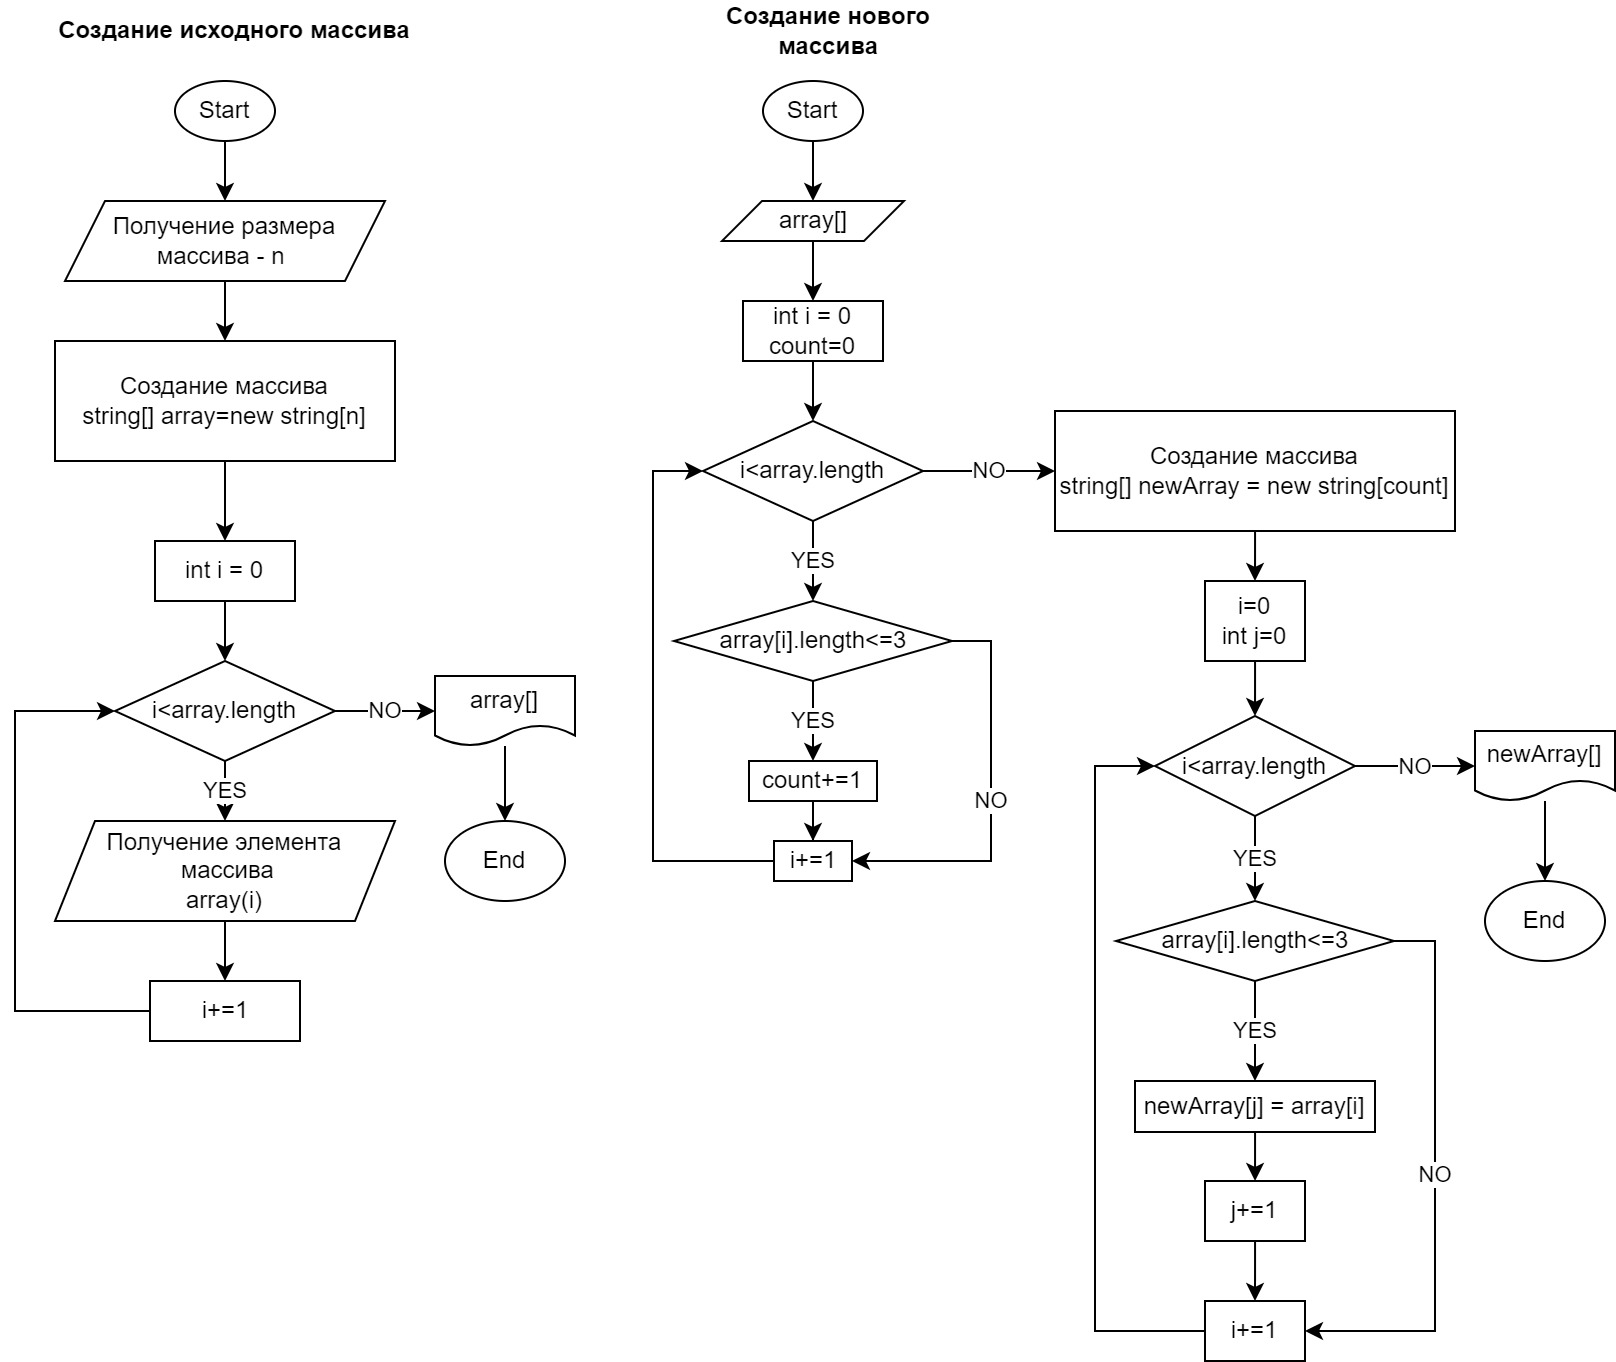 Создание исходного массива
Start
Получение размера
массива - n
Создание массива
string[] array=new string[n]
int i = 0
i<array.length
NO
array[]
End
YES
Получение элемента
массива
array(i)
i+=1
Создание нового
массива
Start
array[]
int i = 0
count=0
i<array.length
NO
YES
array[i].length<=3
YES
NO
count+=1
i+=1
Создание массива
string[] newArray = new string[count]
i=0
int j=0
i<array.length
NO
newArray[]
End
YES
array[i].length<=3
YES
NO
newArray[j] = array[i]
j+=1
i+=1